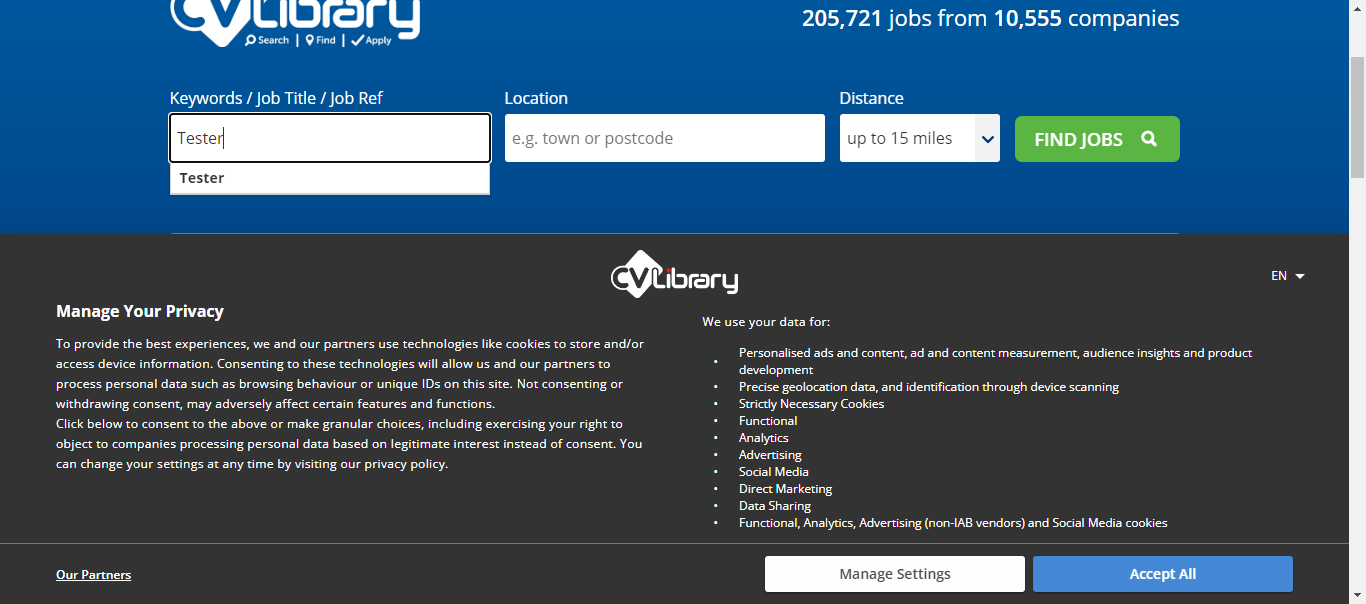 CVLibrary
Search | Find | Apply
205,721 jobs from 10,555 companies
Keywords / Job Title / Job Ref
Location
Distance
Tester
e.g. town or postcode
up to 15 miles
FIND JOBS
Tester
CVLibrary
EN
Manage Your Privacy
To provide the best experiences, we and our partners use technologies like cookies to store and/or
access device information. Consenting to these technologies will allow us and our partners to
process personal data such as browsing behaviour or unique IDs on this site. Not consenting or
withdrawing consent, may adversely affect certain features and functions.
Click below to consent to the above or make granular choices, including exercising your right to
object to companies processing personal data based on legitimate interest instead of consent. You
can change your settings at any time by visiting our privacy policy.
We use your data for:
• Personalised ads and content, ad and content measurement, audience insights and product
development
• Precise geolocation data, and identification through device scanning
• Strictly Necessary Cookies
• Functional
• Analytics
• Advertising
• Social Media
• Direct Marketing
• Data Sharing
• Functional, Analytics, Advertising (non-IAB vendors) and Social Media cookies
Our Partners
Manage Settings
Accept All